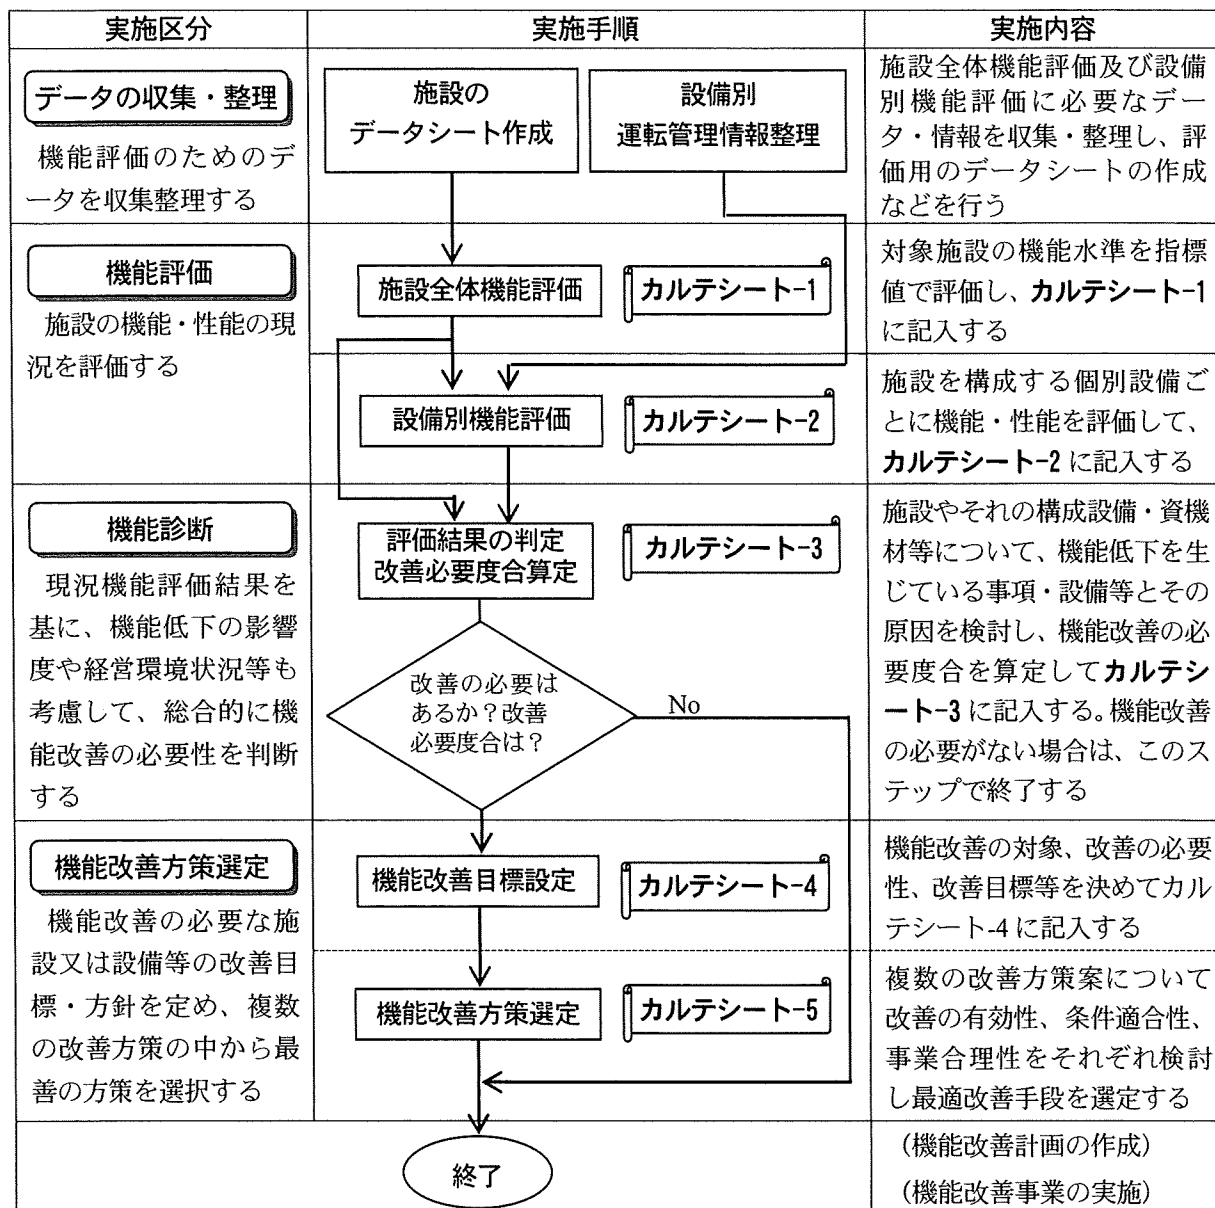 実施区分
実施手順
実施内容
データの収集・整理
機能評価のためのデ
ータを収集整理する
施設の
データシート作成
設備別
運転管理情報整理
施設全体機能評価及び設備
別機能評価に必要なデー
タ・情報を収集・整理し、評
価用のデータシートの作成
などを行う
機能評価
施設の機能・性能の現
況を評価する
施設全体機能評価
カルテシート-1
対象施設の機能水準を指標
値で評価し、カルテシート-1
に記入する
設備別機能評価
カルテシート-2
施設を構成する個別設備ご
とに機能・性能を評価して、
カルテシート-2 に記入する
機能診断
現況機能評価結果を
基に、機能低下の影響
度や経営環境状況等も
考慮して、総合的に機
能改善の必要性を判断
する
評価結果の判定
改善必要度合算定
カルテシート-3
改善の必要は
あるか?改善
必要度合は?
No
施設やそれの構成設備・資機
材等について、機能低下を生
じている事項・設備等とその
原因を検討し、機能改善の必
要度合を算定してカルテシ
ート-3 に記入する。機能改善
の必要がない場合は、このス
テップで終了する
機能改善方策選定
機能改善の必要な施
設又は設備等の改善目
標・方針を定め、複数
の改善方策の中から最
善の方策を選択する
機能改善目標設定
カルテシート-4
機能改善の対象、改善の必要
性、改善目標等を決めてカル
テシート-4 に記入する
機能改善方策選定
カルテシート-5
複数の改善方策案について
改善の有効性、条件適合性、
事業合理性をそれぞれ検討
し最適改善手段を選定する
終了
(機能改善計画の作成)
(機能改善事業の実施)